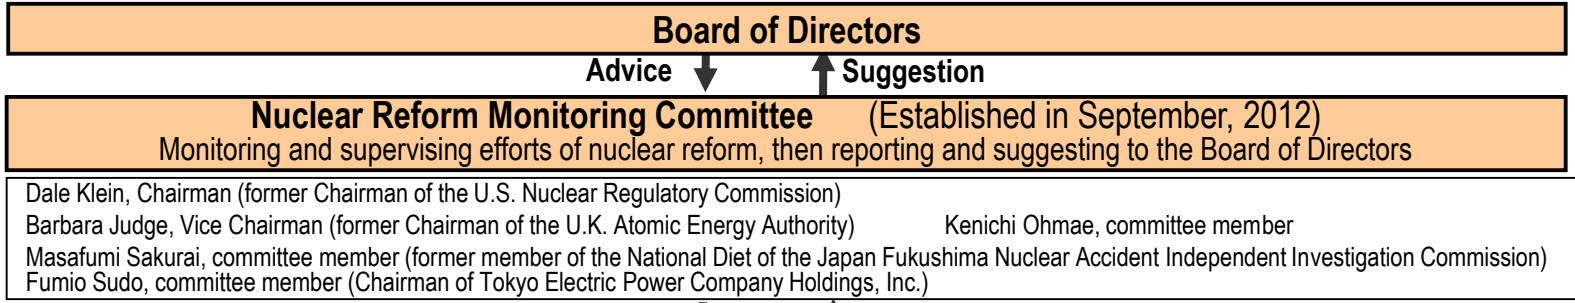 Board of Directors
Advice Suggestion
Nuclear Reform Monitoring Committee (Established in September, 2012)
Monitoring and supervising efforts of nuclear reform, then reporting and suggesting to the Board of Directors
Dale Klein, Chairman (former Chairman of the U.S. Nuclear Regulatory Commission)
Barbara Judge, Vice Chairman (former Chairman of the U.K. Atomic Energy Authority) Kenichi Ohmae, committee member
Masafumi Sakurai, committee member (former member of the National Diet of the Japan Fukushima Nuclear Accident Independent Investigation Commission)
Fumio Sudo, committee member (Chairman of Tokyo Electric Power Company Holdings, Inc.)